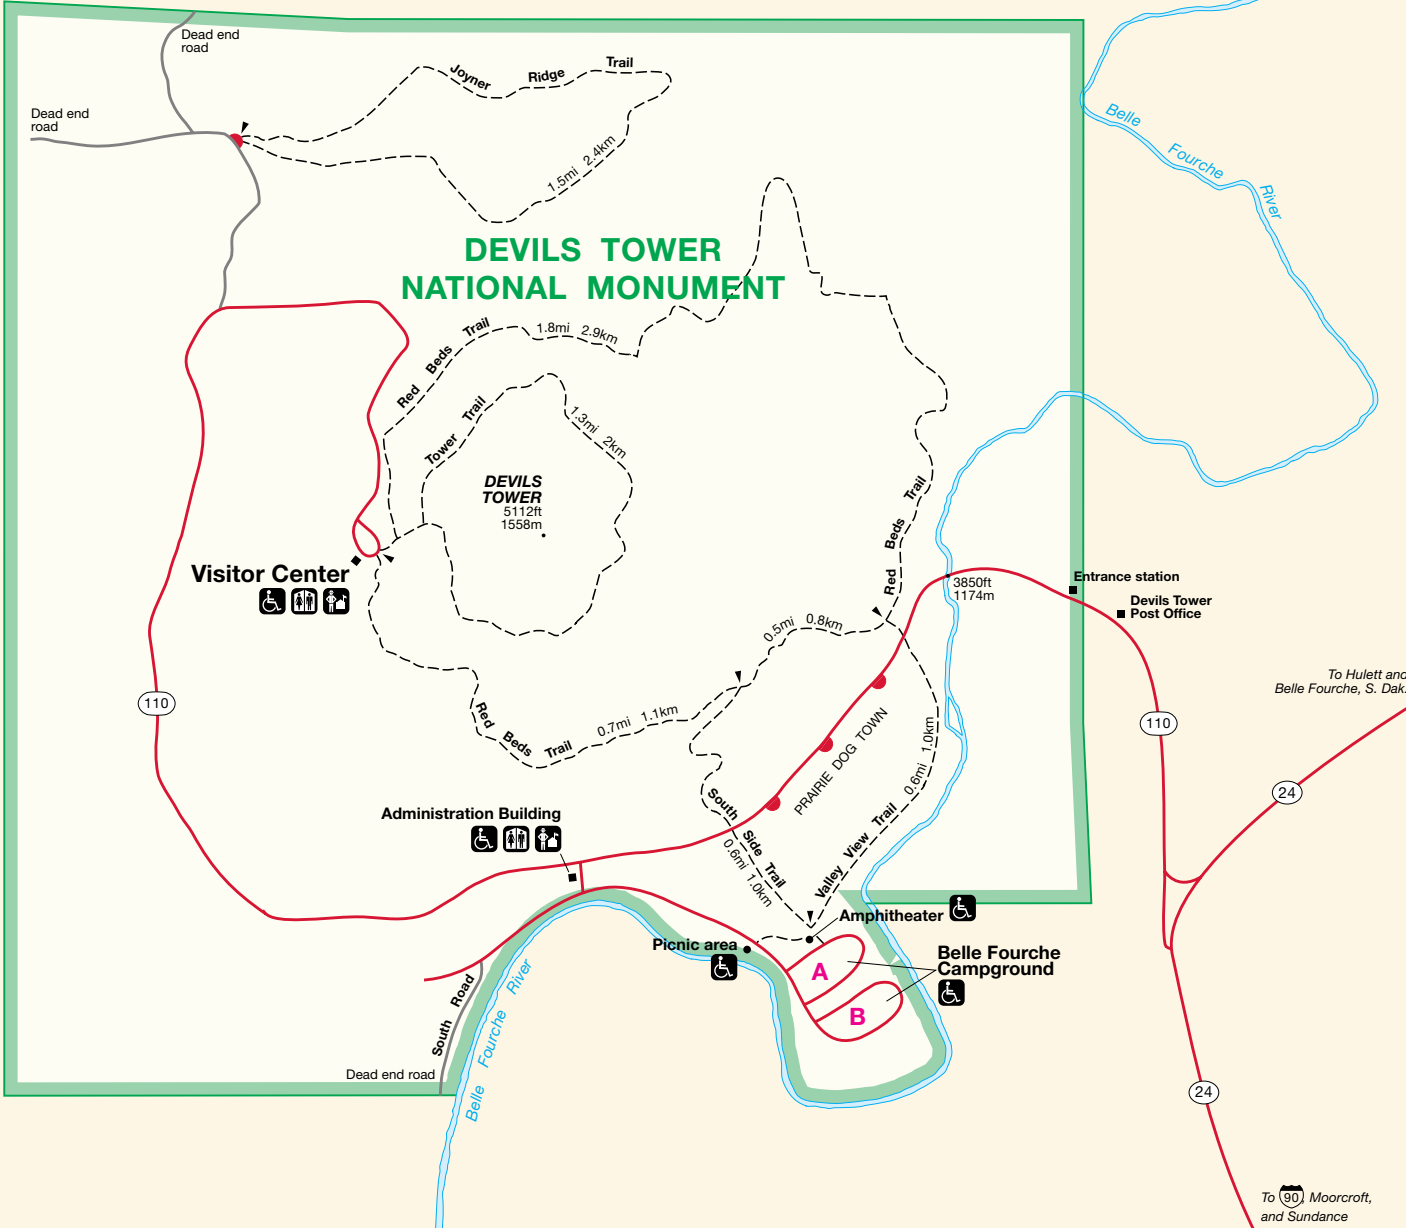 Dead end
road
Dead end
road
Joyner Ridge Trail
1.5mi 2.4km
Belle
Fourche
River
DEVILS TOWER
NATIONAL MONUMENT
Red Beds Trail
1.8mi 2.9km
Tower Trail
1.3mi 2km
DEVILS
TOWER
5112ft
1558m
Red Beds Trail
Visitor Center
3850ft
1174m
Entrance station
Devils Tower
Post Office
0.5mi 0.8km
To Hulett and
Belle Fourche, S. Dak.
110
110
Red Beds Trail
0.7mi 1.1km
PRAIRIE DOG TOWN
0.6mi 1.0km
Valley View Trail
24
South Side Trail
0.6mi 1.0km
Administration Building
Amphitheater
Picnic area
Belle Fourche
Campground
A
B
South Road
Belle Fourche River
Dead end road
24
To 90, Moorcroft,
and Sundance